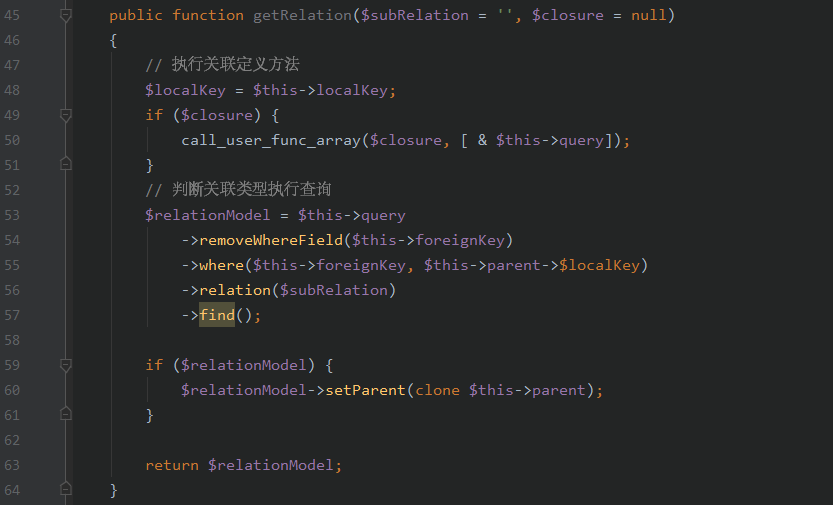 45 public function getRelation($subRelation = '', $closure = null)
46 {
47 // 执行关联定义方法
48 $localKey = $this->localKey;
49 if ($closure) {
50 call_user_func_array($closure, [ & $this->query]);
51 }
52 // 判断关联类型执行查询
53 $relationModel = $this->query
54 ->removeWhereField($this->foreignKey)
55 ->where($this->foreignKey, $this->parent->$localKey)
56 ->relation($subRelation)
57 ->find();
58
59 if ($relationModel) {
60 $relationModel->setParent(clone $this->parent);
61 }
62
63 return $relationModel;
64 }